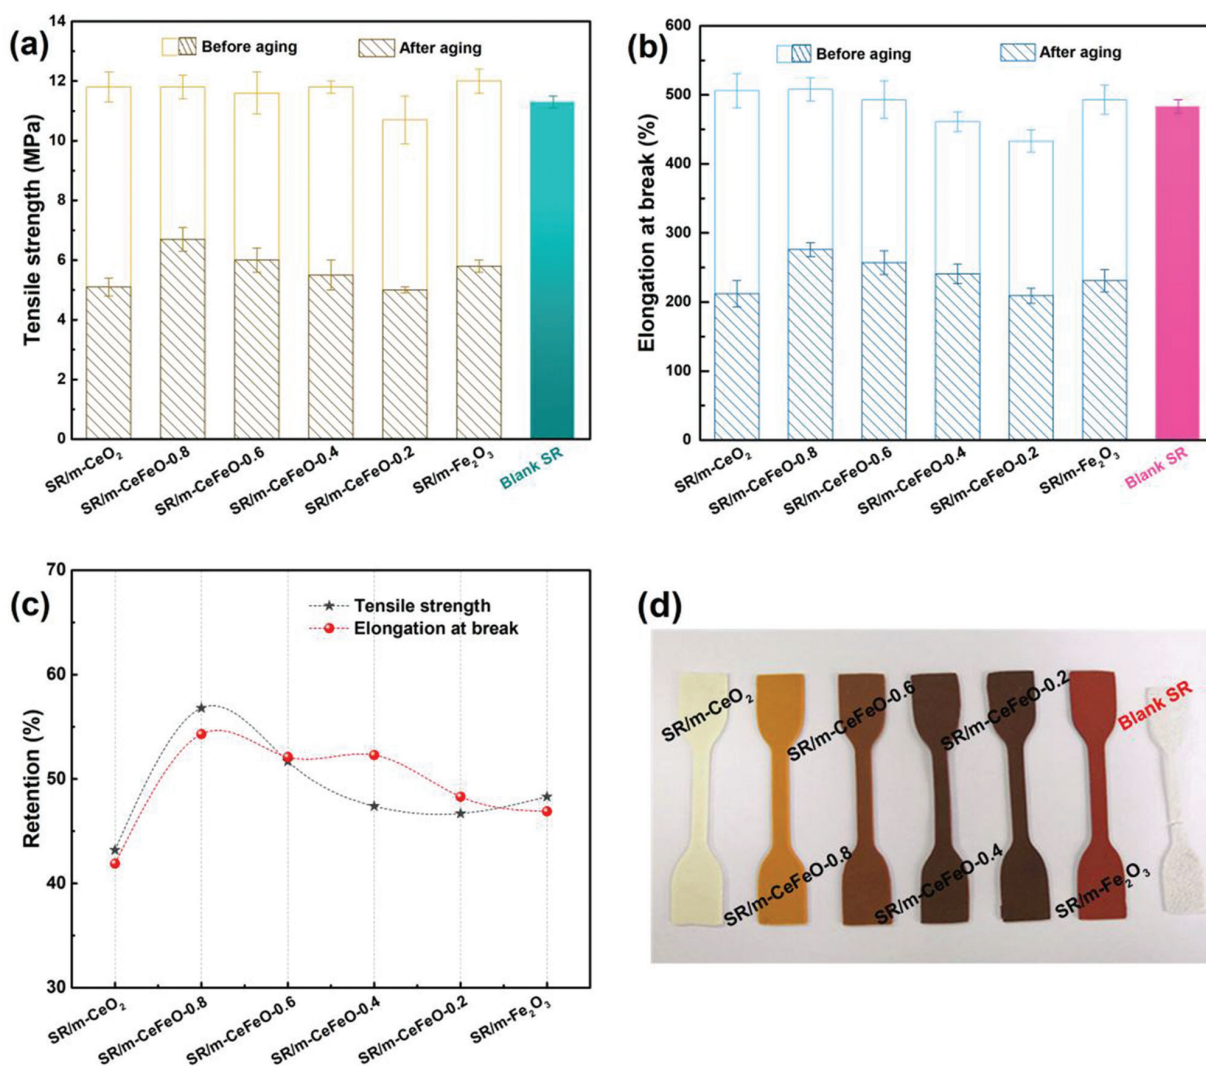 (a)
Before aging
After aging
Tensile strength (MPa)
14
12
10
8
6
4
2
0
SR/m-CeO₂
SR/m-CeFeO-0.8
SR/m-CeFeO-0.6
SR/m-CeFeO-0.4
SR/m-CeFeO-0.2
SR/m-Fe₂O₃
Blank SR
(b)
Before aging
After aging
Elongation at break (%)
600
500
400
300
200
100
0
SR/m-CeO₂
SR/m-CeFeO-0.8
SR/m-CeFeO-0.6
SR/m-CeFeO-0.4
SR/m-CeFeO-0.2
SR/m-Fe₂O₃
Blank SR
(c)
Tensile strength
Elongation at break
Retention (%)
70
60
50
40
30
SR/m-CeO₂
SR/m-CeFeO-0.8
SR/m-CeFeO-0.6
SR/m-CeFeO-0.4
SR/m-CeFeO-0.2
SR/m-Fe₂O₃
(d)
SR/m-CeO₂
SR/m-CeFeO-0.8
SR/m-CeFeO-0.6
SR/m-CeFeO-0.4
SR/m-CeFeO-0.2
SR/m-Fe₂O₃
Blank SR